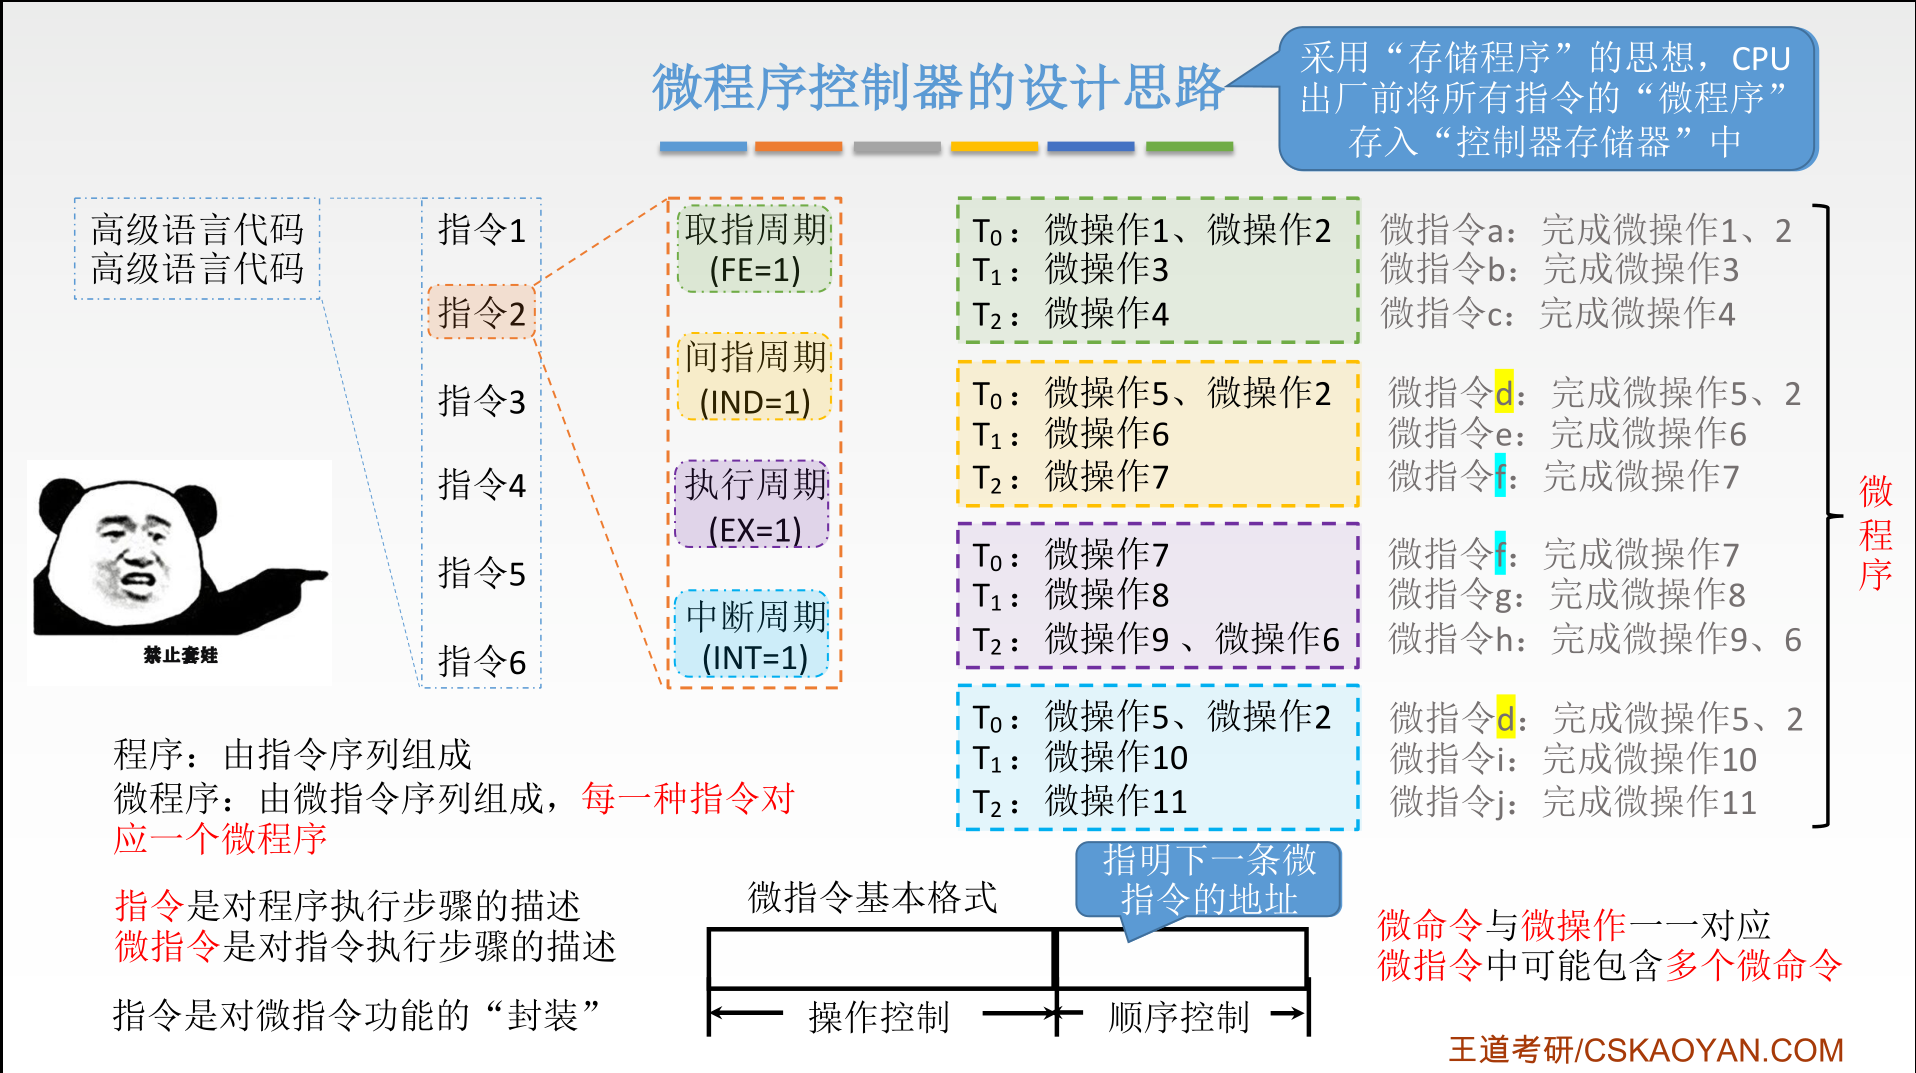 微程序控制器的设计思路
采用“存储程序”的思想，CPU
出厂前将所有指令的“微程序”
存入“控制器存储器”中
高级语言代码
高级语言代码
指令1
指令2
指令3
指令4
指令5
指令6
取指周期
(FE=1)
间指周期
(IND=1)
执行周期
(EX=1)
中断周期
(INT=1)
T₀：微操作1、微操作2
T₁：微操作3
T₂：微操作4
T₀：微操作5、微操作2
T₁：微操作6
T₂：微操作7
T₀：微操作7
T₁：微操作8
T₂：微操作9 、微操作6
T₀：微操作5、微操作2
T₁：微操作10
T₂：微操作11
微指令a：完成微操作1、2
微指令b：完成微操作3
微指令c：完成微操作4
微指令d：完成微操作5、2
微指令e：完成微操作6
微指令f：完成微操作7
微指令f：完成微操作7
微指令g：完成微操作8
微指令h：完成微操作9、6
微指令d：完成微操作5、2
微指令i：完成微操作10
微指令j：完成微操作11
微
程
序
禁止套娃
程序：由指令序列组成
微程序：由微指令序列组成，每一种指令对
应一个微程序
指令是对程序执行步骤的描述
微指令是对指令执行步骤的描述
指令是对微指令功能的“封装”
微指令基本格式
指明下一条微
指令的地址
操作控制
顺序控制
微命令与微操作一一对应
微指令中可能包含多个微命令
王道考研/CSKAOYAN.COM